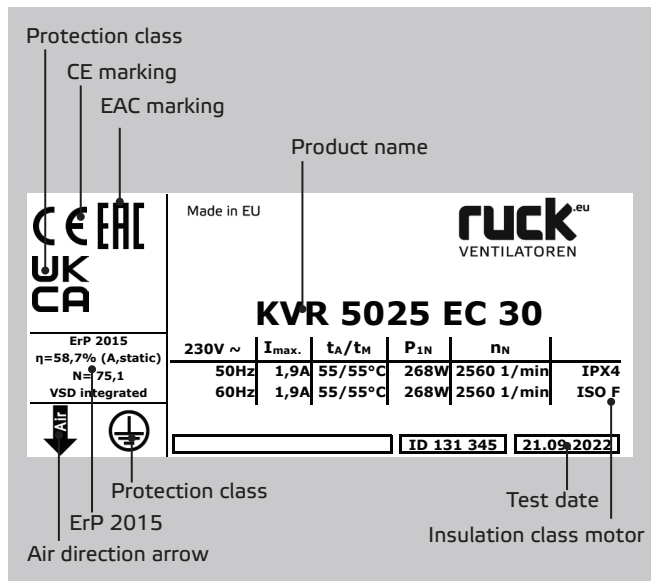 Protection class
CE marking
EAC marking
Product name
CE EAC
UK
CA
Made in EU
ruck.eu
VENTILATOREN
KVR 5025 EC 30
ErP 2015
η=58,7% (A,static)
N= 75,1
VSD integrated
230V ~ Imax. tA/tM P1N nN
50Hz 1,9A 55/55°C 268W 2560 1/min IPX4
60Hz 1,9A 55/55°C 268W 2560 1/min ISO F
Air
ID 131 345 21.09.2022
Protection class
Test date
ErP 2015
Insulation class motor
Air direction arrow